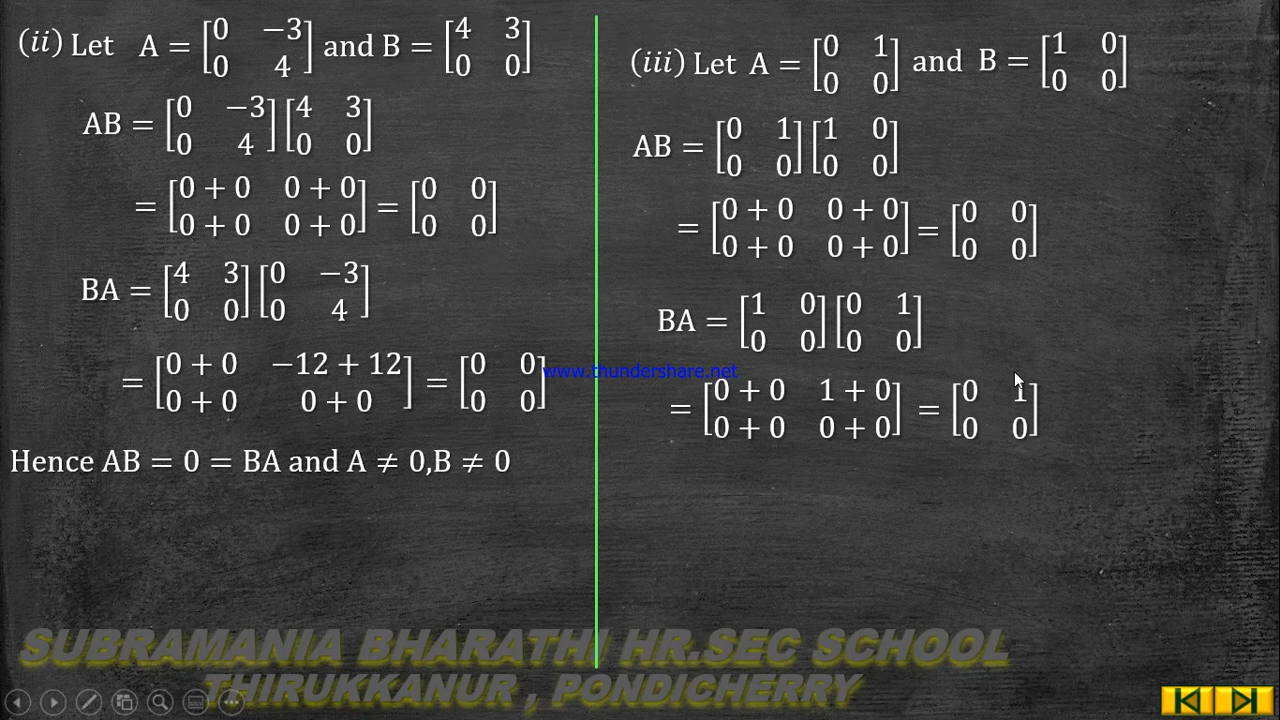 (ii) Let A = [0 −3; 0 4] and B = [4 3; 0 0]
AB = [0 −3; 0 4] [4 3; 0 0]
= [0 + 0 0 + 0; 0 + 0 0 + 0] = [0 0; 0 0]
BA = [4 3; 0 0] [0 −3; 0 4]
= [0 + 0 −12 + 12; 0 + 0 0 + 0] = [0 0; 0 0]
Hence AB = 0 = BA and A ≠ 0,B ≠ 0
(iii) Let A = [0 1; 0 0] and B = [1 0; 0 0]
AB = [0 1; 0 0] [1 0; 0 0]
= [0 + 0 0 + 0; 0 + 0 0 + 0] = [0 0; 0 0]
BA = [1 0; 0 0] [0 1; 0 0]
= [0 + 0 1 + 0; 0 + 0 0 + 0] = [0 1; 0 0]
www.thundershare.net
SUBRAMANIA BHARATHI HR.SEC SCHOOL
THIRUKKANUR , PONDICHERRY